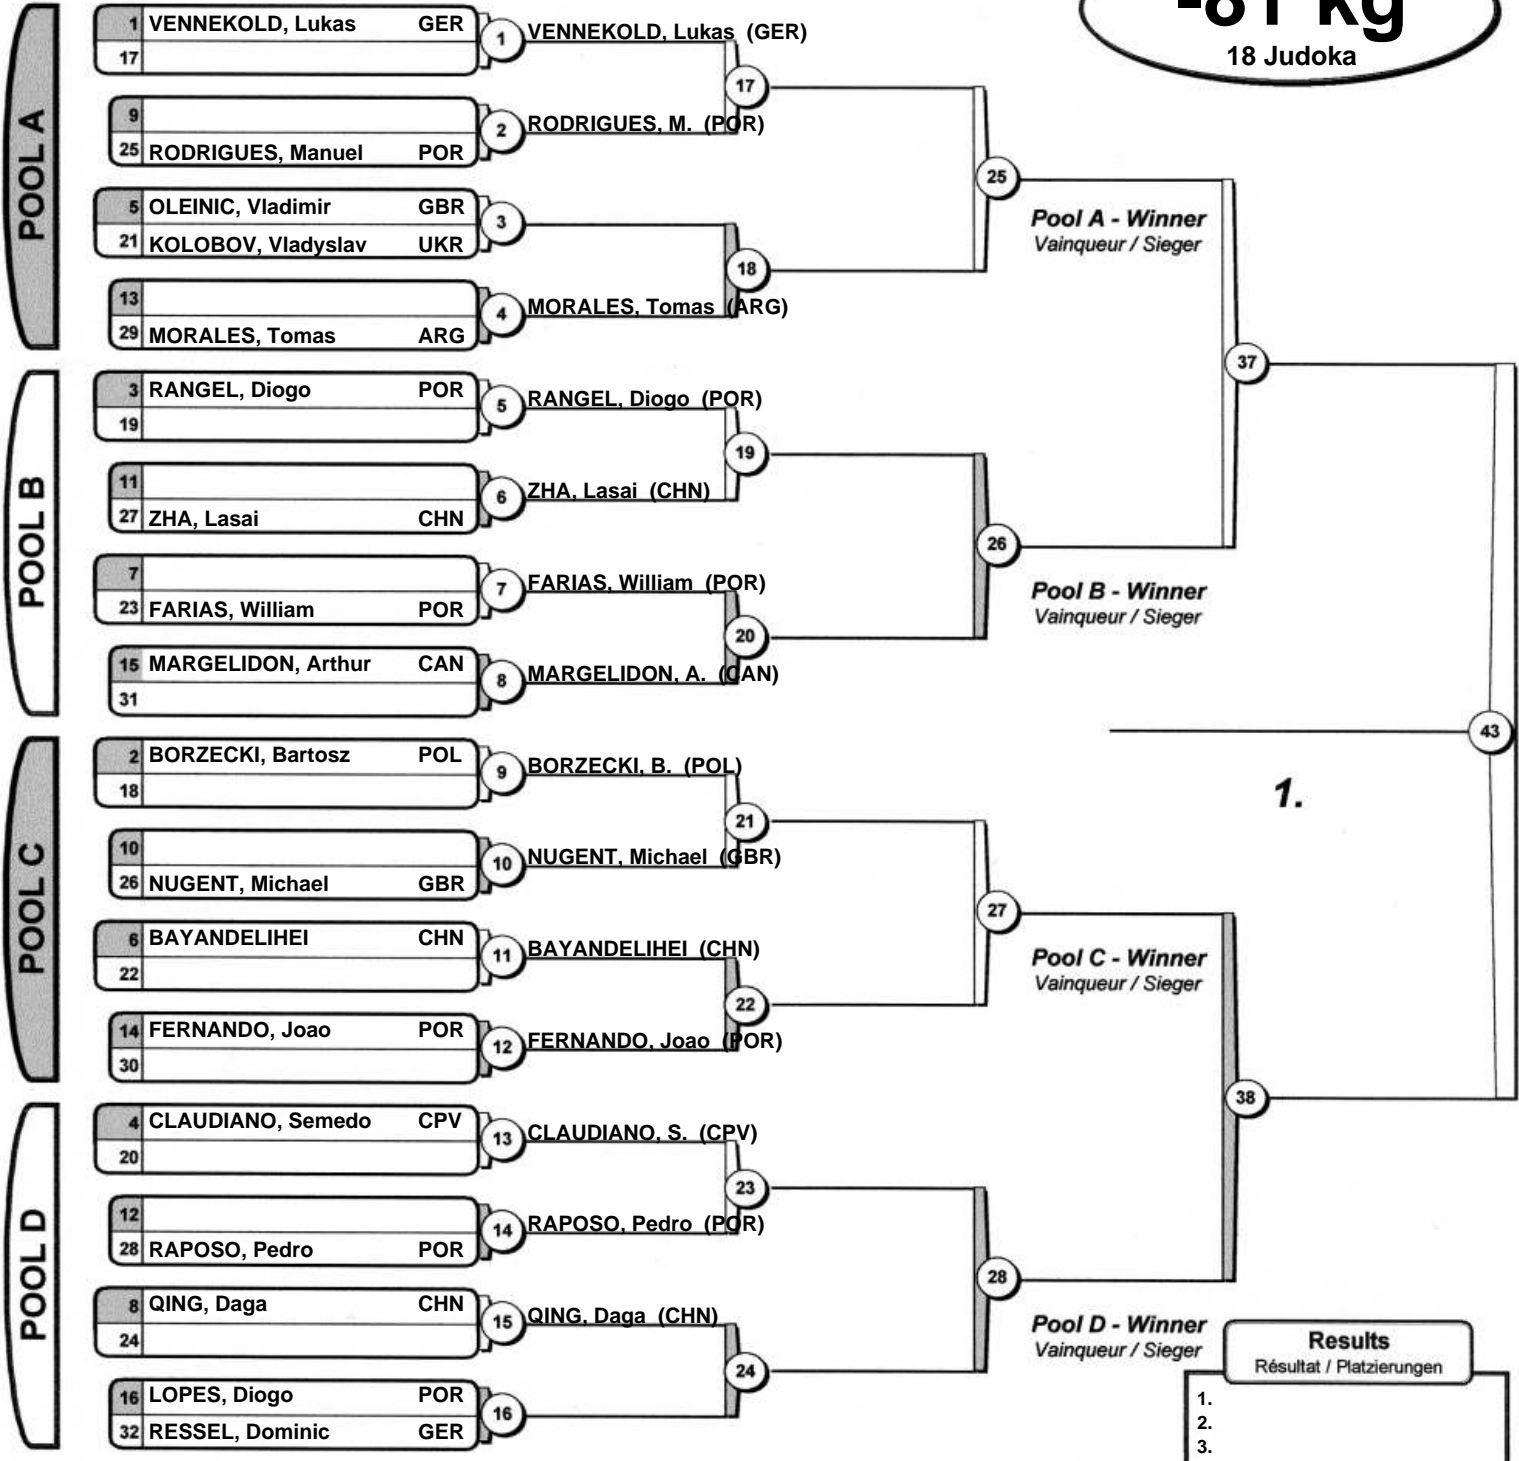 -81 kg
18 Judoka
POOL A
1 VENNEKOLD, Lukas GER
17
1 VENNEKOLD, Lukas (GER)
17
9
25 RODRIGUES, Manuel POR
2 RODRIGUES, M. (POR)
25
Pool A - Winner
Vainqueur / Sieger
5 OLEINIC, Vladimir GBR
21 KOLOBOV, Vladyslav UKR
3
18
13
29 MORALES, Tomas ARG
4 MORALES, Tomas (ARG)
37
POOL B
3 RANGEL, Diogo POR
19
5 RANGEL, Diogo (POR)
19
11
27 ZHA, Lasai CHN
6 ZHA, Lasai (CHN)
26
Pool B - Winner
Vainqueur / Sieger
7
23 FARIAS, William POR
7 FARIAS, William (POR)
20
15 MARGELIDON, Arthur CAN
31
8 MARGELIDON, A. (CAN)
43
1.
POOL C
2 BORZECKI, Bartosz POL
18
9 BORZECKI, B. (POL)
21
10
26 NUGENT, Michael GBR
10 NUGENT, Michael (GBR)
27
Pool C - Winner
Vainqueur / Sieger
6 BAYANDELIHEI CHN
22
11 BAYANDELIHEI (CHN)
22
14 FERNANDO, Joao POR
30
12 FERNANDO, Joao (POR)
38
POOL D
4 CLAUDIANO, Semedo CPV
20
13 CLAUDIANO, S. (CPV)
23
12
28 RAPOSO, Pedro POR
14 RAPOSO, Pedro (POR)
28
Pool D - Winner
Vainqueur / Sieger
8 QING, Daga CHN
24
15 QING, Daga (CHN)
24
16 LOPES, Diogo POR
32 RESSEL, Dominic GER
16
Results
Résultat / Platzierungen
1.
2.
3.